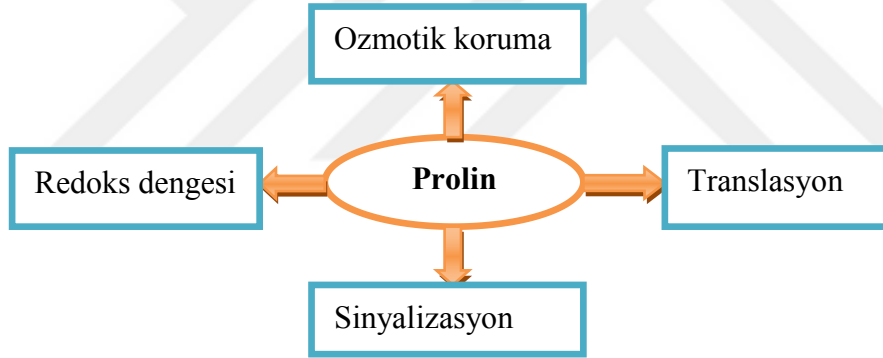 Ozmotik koruma
Redoks dengesi
Prolin
Translasyon
Sinyalizasyon